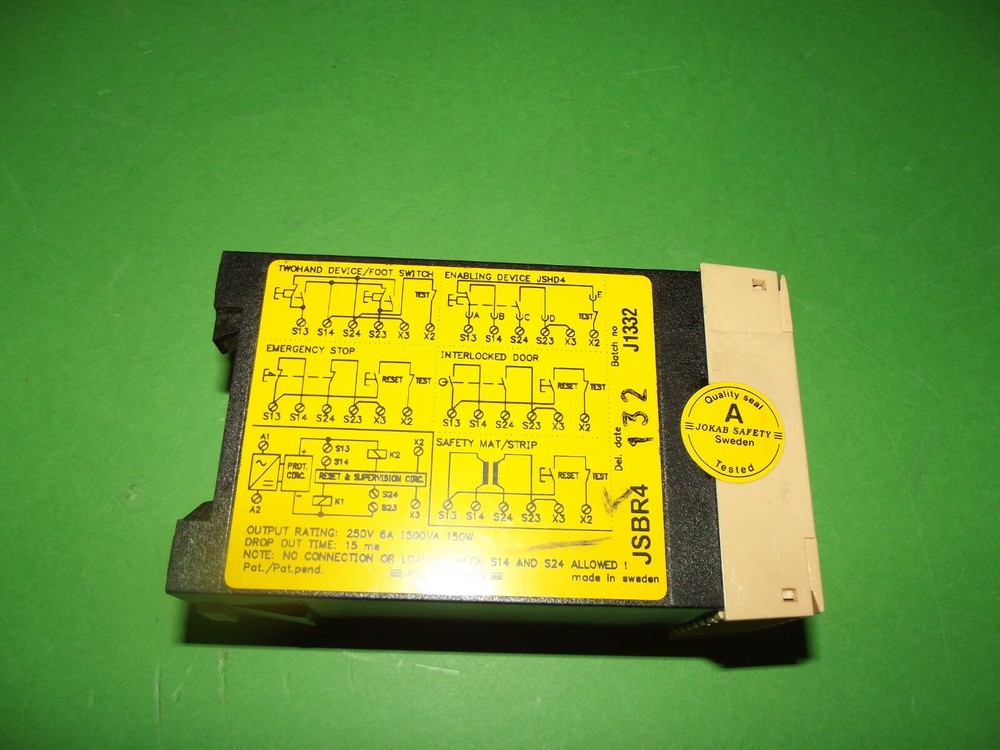 TWOHAND DEVICE/FOOT SWITCH
TEST
S13 S14 S24 S23 X3 X2
ENABLING DEVICE JSHD4
E
A B C D TEST
S13 S14 S24 S23 X3 X2
EMERGENCY STOP
RESET TEST
S13 S14 S24 S23 X3 X2
INTERLOCKED DOOR
RESET TEST
S13 S14 S24 S23 X3 X2
A1
S13 X2
+ S14 K2
PROT.
CIRC.
RESET & SUPERVISION CIRC.
- K1 S24
A2 S23 X3
SAFETY MAT/STRIP
RESET TEST
S13 S14 S24 S23 X3 X2
OUTPUT RATING: 250V 6A 1500VA 150W
DROP OUT TIME: 15 ms
NOTE: NO CONNECTION OR S14 AND S24 ALLOWED !
Pat./Pat.pend.
made in sweden
JSBR4
Del. date 132
Batch no J1332
Quality seal
A
JOKAB SAFETY
Sweden
Tested